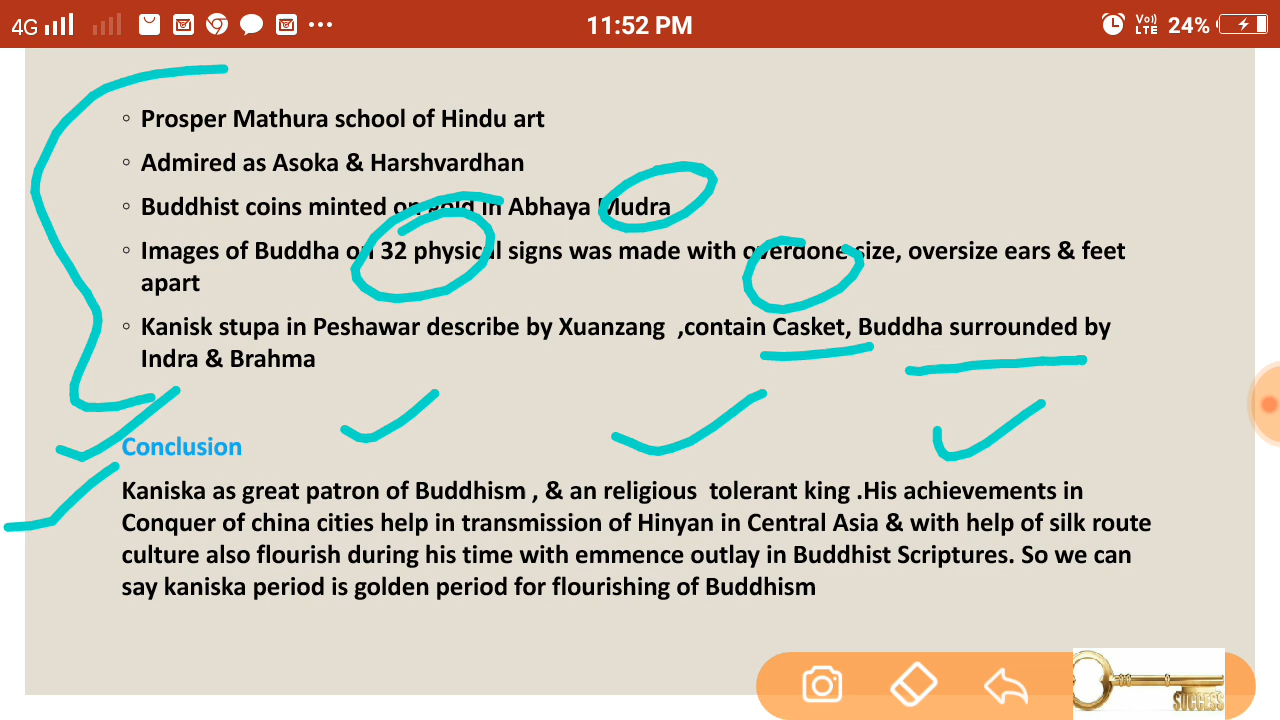 4G 11:52 PM Vo)) LTE 24%
◦ Prosper Mathura school of Hindu art
◦ Admired as Asoka & Harshvardhan
◦ Buddhist coins minted on gold in Abhaya Mudra
◦ Images of Buddha on 32 physical signs was made with overdone size, oversize ears & feet
apart
◦ Kanisk stupa in Peshawar describe by Xuanzang ,contain Casket, Buddha surrounded by
Indra & Brahma
Conclusion
Kaniska as great patron of Buddhism , & an religious tolerant king .His achievements in
Conquer of china cities help in transmission of Hinyan in Central Asia & with help of silk route
culture also flourish during his time with emmence outlay in Buddhist Scriptures. So we can
say kaniska period is golden period for flourishing of Buddhism
SUCCESS